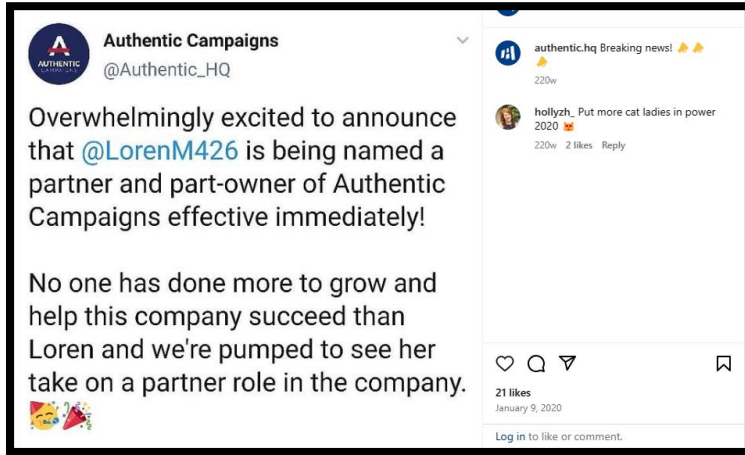 Authentic Campaigns
@Authentic_HQ
AUTHENTIC
CAMPAIGNS
Overwhelmingly excited to announce
that @LorenM426 is being named a
partner and part-owner of Authentic
Campaigns effective immediately!
No one has done more to grow and
help this company succeed than
Loren and we're pumped to see her
take on a partner role in the company.
🥳🎉
authentic.hq Breaking news!
220w
hollyzh_ Put more cat ladies in power
2020
220w 2 likes Reply
21 likes
January 9, 2020
Log in to like or comment.